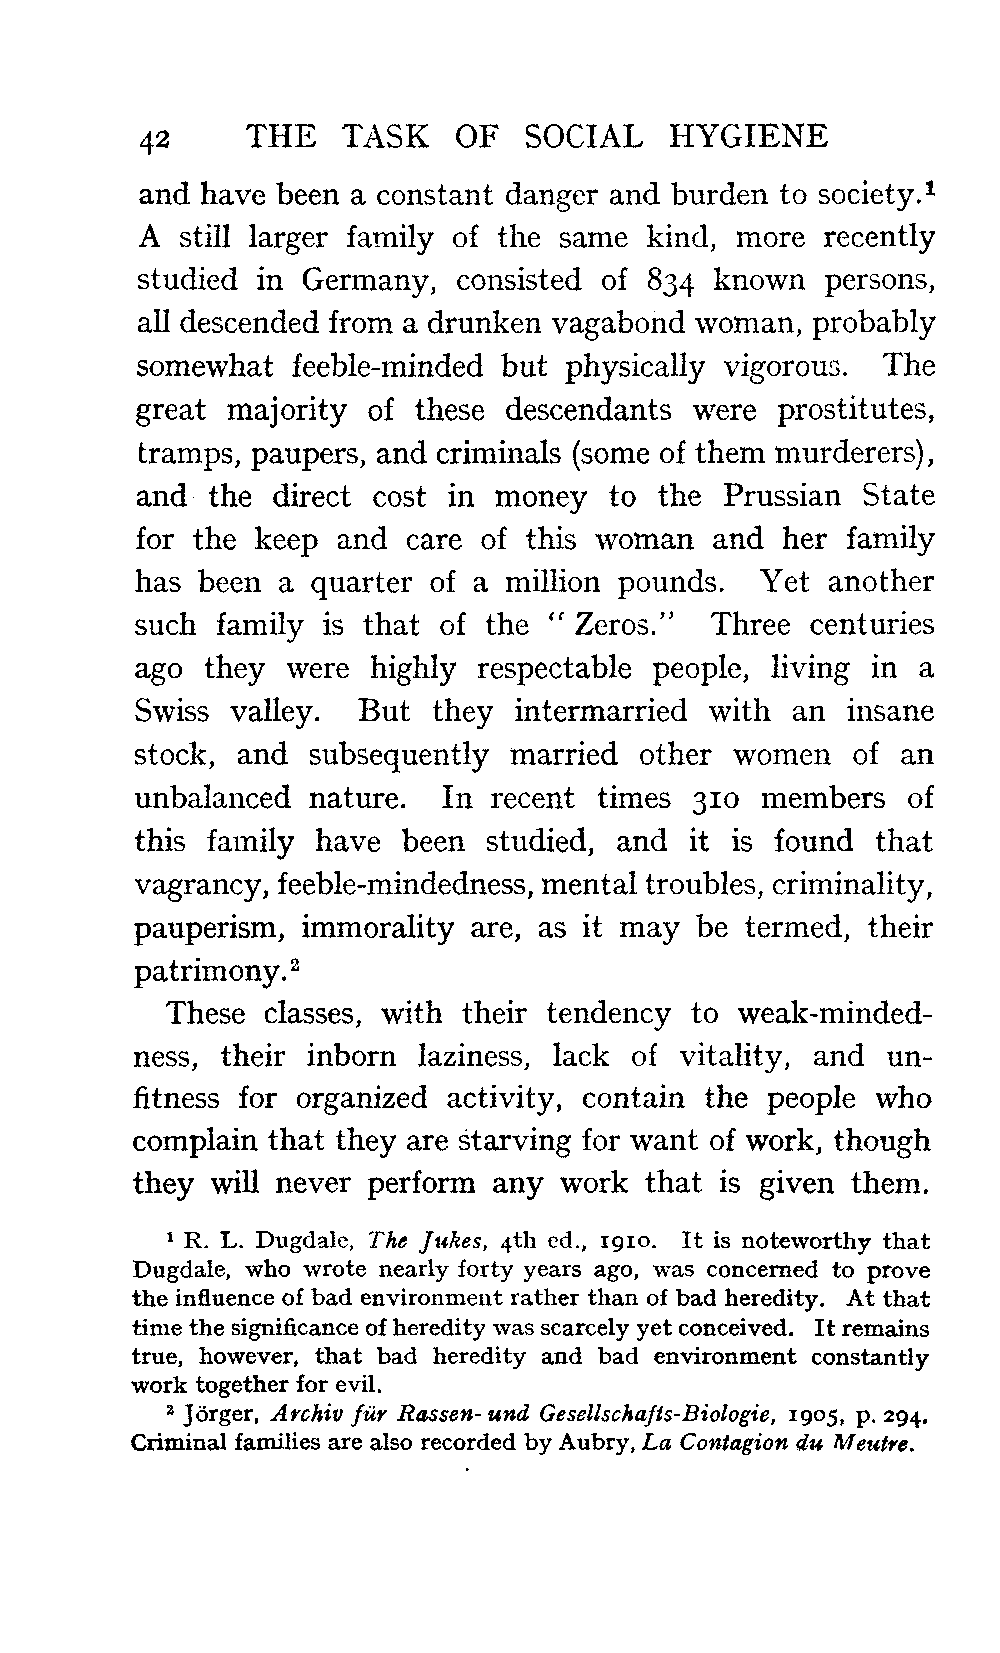 42 THE TASK OF SOCIAL HYGIENE
and have been a constant danger and burden to society.¹
A still larger family of the same kind, more recently
studied in Germany, consisted of 834 known persons,
all descended from a drunken vagabond woman, probably
somewhat feeble-minded but physically vigorous. The
great majority of these descendants were prostitutes,
tramps, paupers, and criminals (some of them murderers),
and the direct cost in money to the Prussian State
for the keep and care of this woman and her family
has been a quarter of a million pounds. Yet another
such family is that of the “ Zeros.” Three centuries
ago they were highly respectable people, living in a
Swiss valley. But they intermarried with an insane
stock, and subsequently married other women of an
unbalanced nature. In recent times 310 members of
this family have been studied, and it is found that
vagrancy, feeble-mindedness, mental troubles, criminality,
pauperism, immorality are, as it may be termed, their
patrimony.²
These classes, with their tendency to weak-minded-
ness, their inborn laziness, lack of vitality, and un-
fitness for organized activity, contain the people who
complain that they are starving for want of work, though
they will never perform any work that is given them.
¹ R. L. Dugdale, The Jukes, 4th ed., 1910. It is noteworthy that
Dugdale, who wrote nearly forty years ago, was concerned to prove
the influence of bad environment rather than of bad heredity. At that
time the significance of heredity was scarcely yet conceived. It remains
true, however, that bad heredity and bad environment constantly
work together for evil.
² Jörger, Archiv für Rassen- und Gesellschafts-Biologie, 1905, p. 294.
Criminal families are also recorded by Aubry, La Contagion du Meutre.